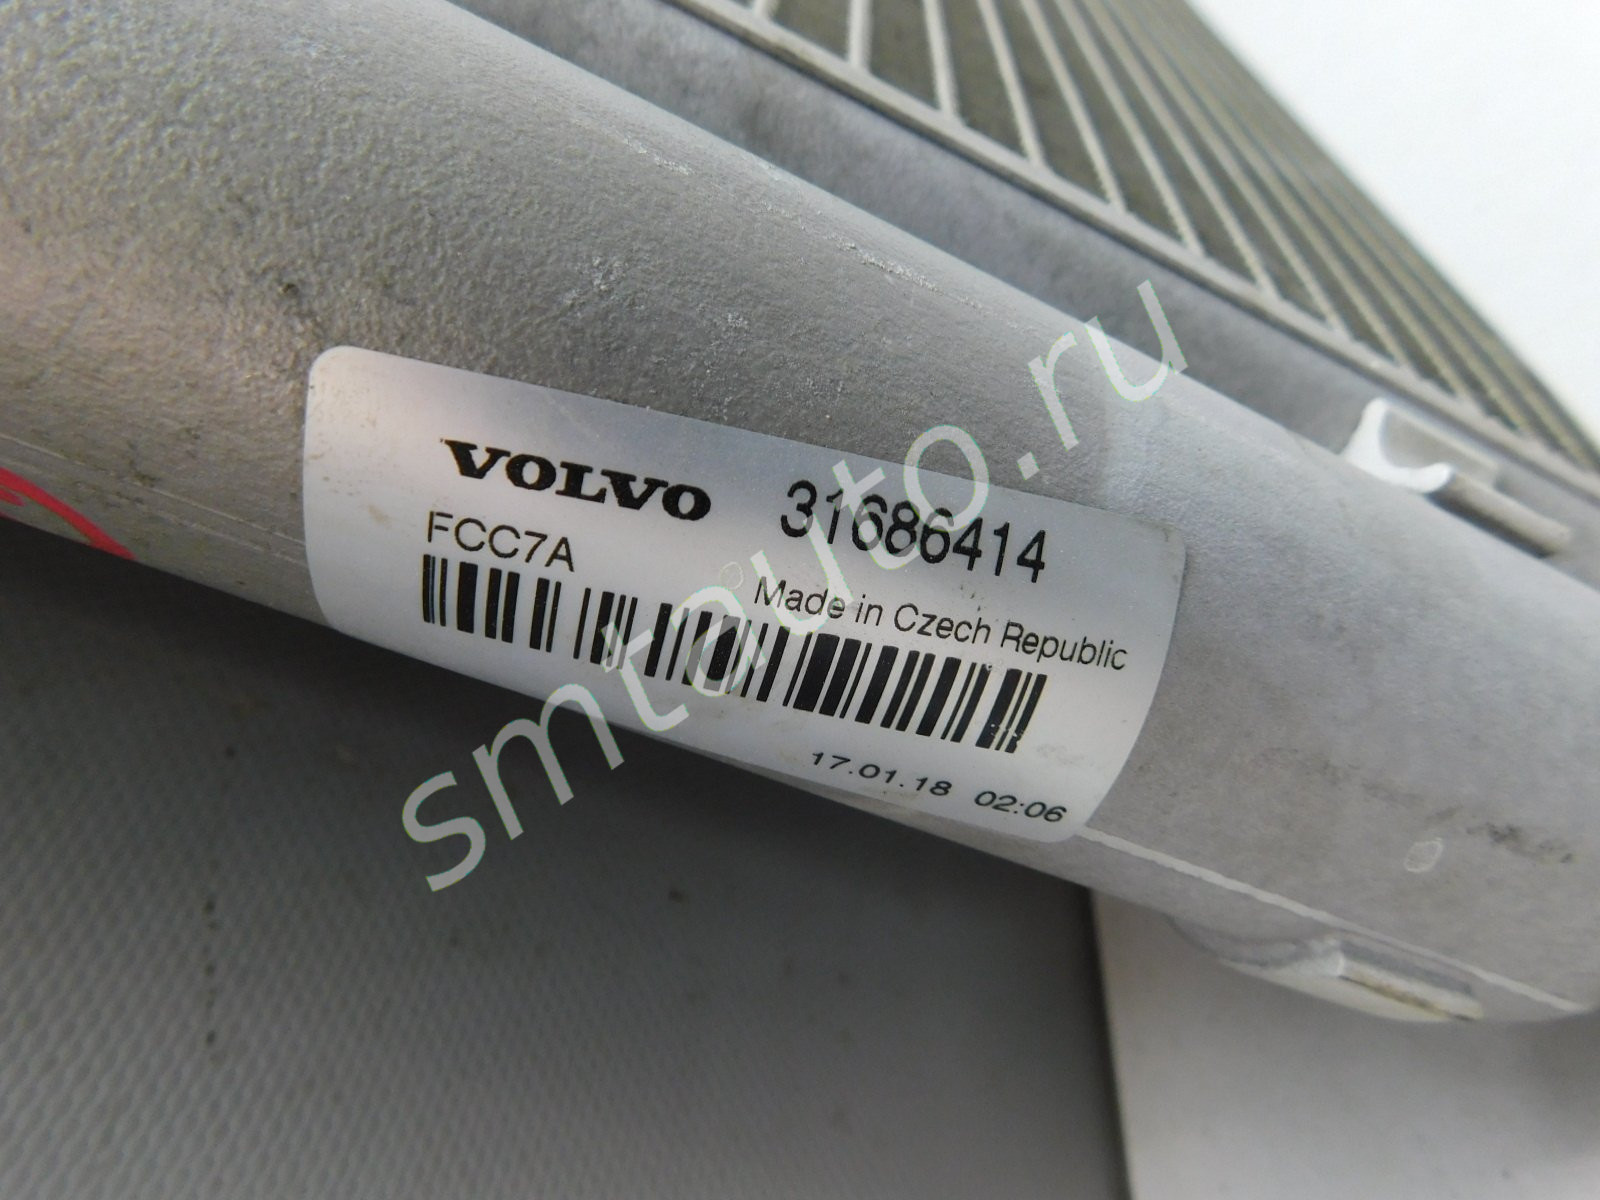 VOLVO 31686414
FCC7A
Made in Czech Republic
17.01.18 02:06
smtauto.ru